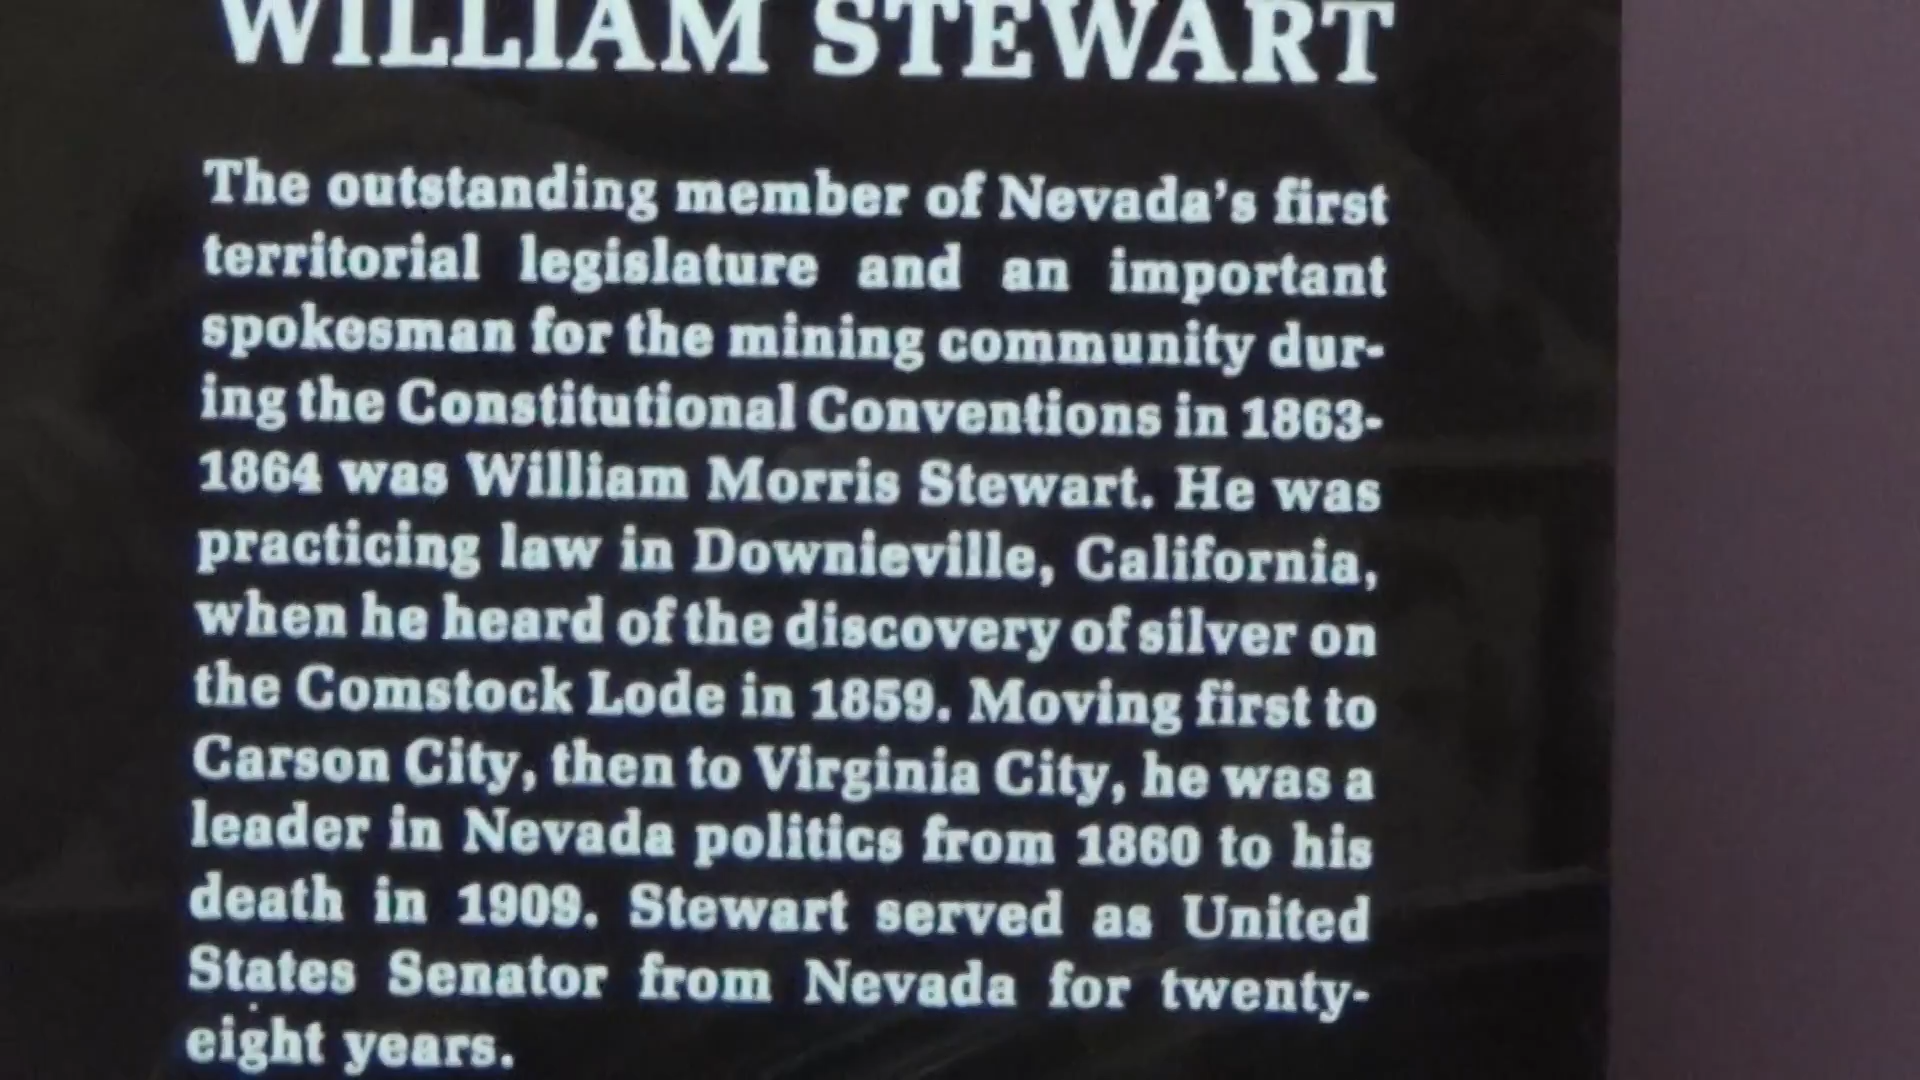 WILLIAM STEWART
The outstanding member of Nevada's first
territorial legislature and an important
spokesman for the mining community dur-
ing the Constitutional Conventions in 1863-
1864 was William Morris Stewart. He was
practicing law in Downieville, California,
when he heard of the discovery of silver on
the Comstock Lode in 1859. Moving first to
Carson City, then to Virginia City, he was a
leader in Nevada politics from 1860 to his
death in 1909. Stewart served as United
States Senator from Nevada for twenty-
eight years.